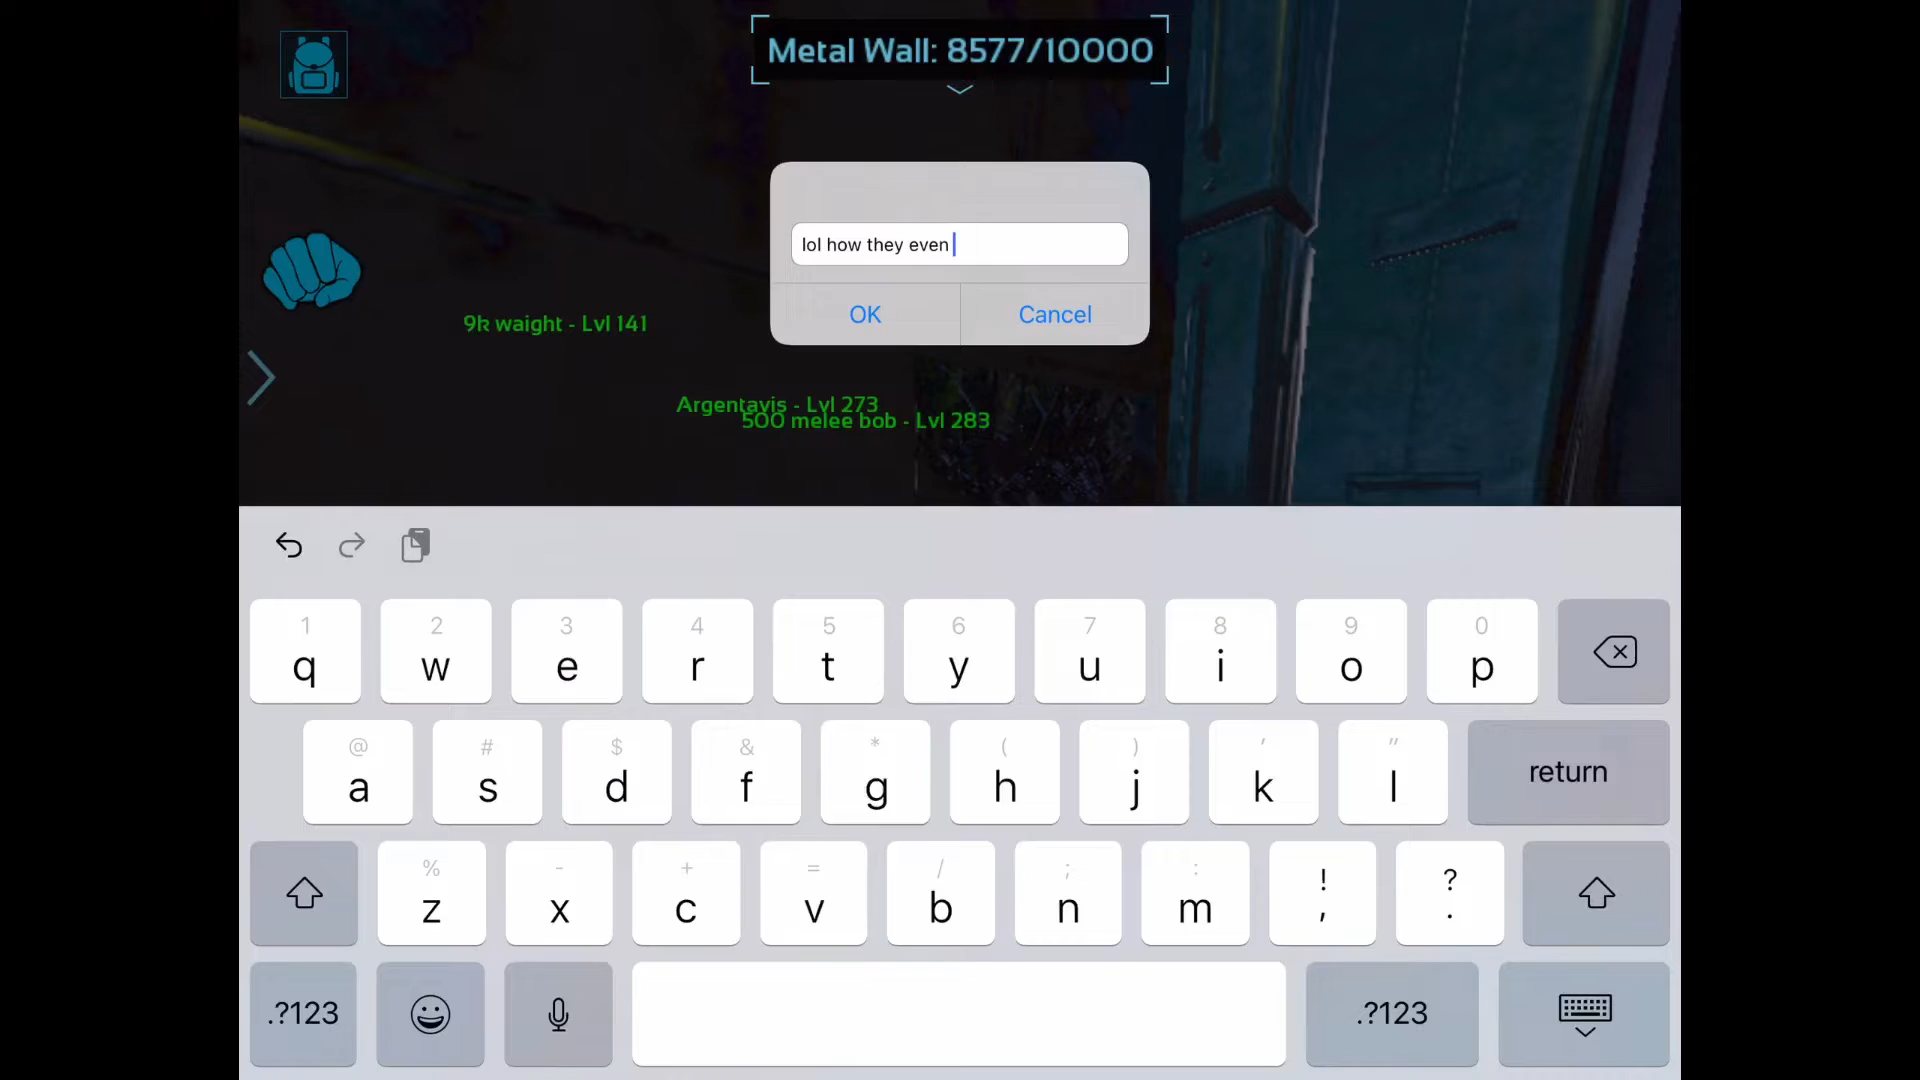 Metal Wall: 8577/10000
lol how they even
OK Cancel
9k waight - Lvl 141
Argentavis - Lvl 273
500 melee bob - Lvl 283
1 2 3 4 5 6 7 8 9 0
q w e r t y u i o p
@ # $ & * ( ) ' "
a s d f g h j k l return
% - + = / ; : ! ?
z x c v b n m , .
.?123 .?123